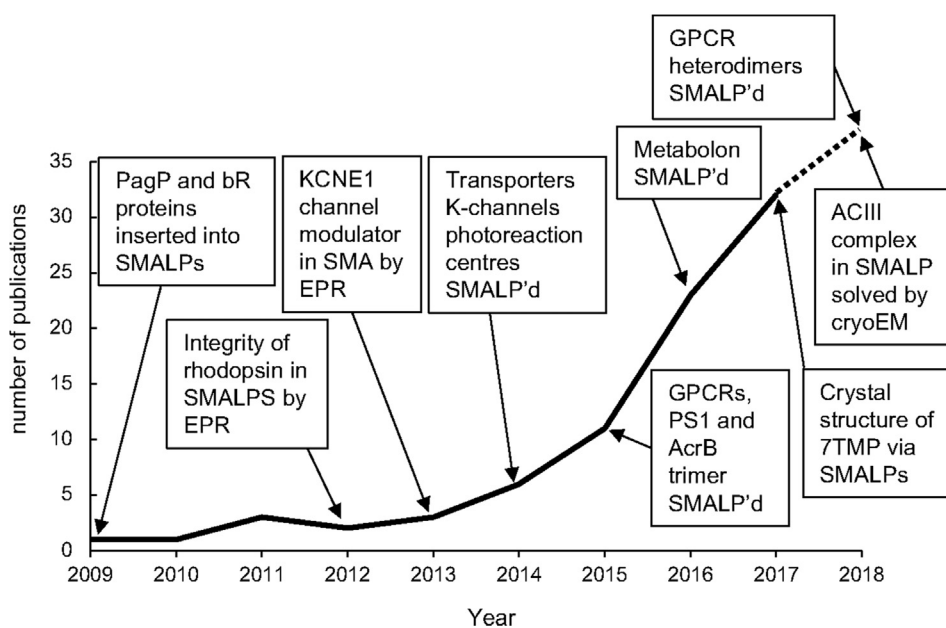 GPCR
heterodimers
SMALP'd
Metabolon
SMALP'd
PagP and bR
proteins
inserted into
SMALPs
KCNE1
channel
modulator
in SMA by
EPR
Transporters
K-channels
photoreaction
centres
SMALP'd
ACIII
complex
in SMALP
solved by
cryoEM
Integrity of
rhodopsin in
SMALPS by
EPR
GPCRs,
PS1 and
AcrB
trimer
SMALP'd
Crystal
structure of
7TMP via
SMALPs
number of publications
35
30
25
20
15
10
5
0
2009 2010 2011 2012 2013 2014 2015 2016 2017 2018
Year